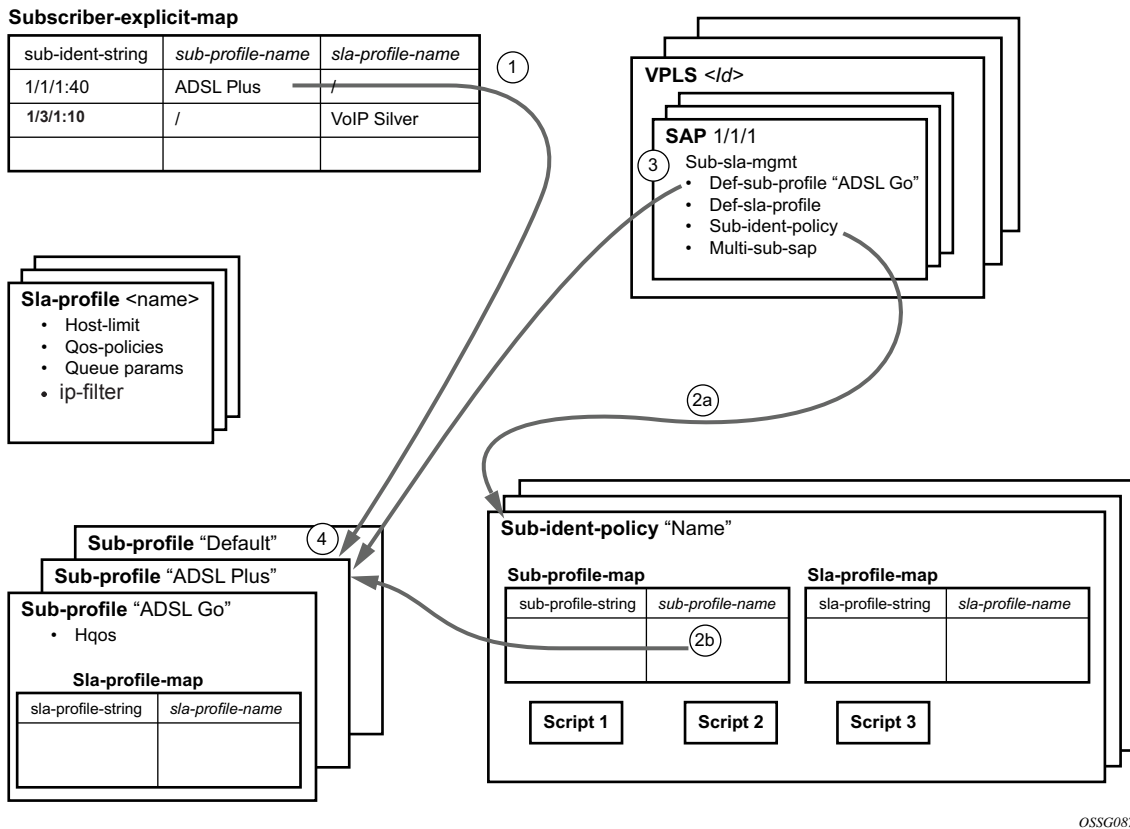 Subscriber-explicit-map
sub-ident-string sub-profile-name sla-profile-name
1/1/1:40 ADSL Plus /
1/3/1:10 / VoIP Silver
1
VPLS <Id>
SAP 1/1/1
3
Sub-sla-mgmt
• Def-sub-profile “ADSL Go”
• Def-sla-profile
• Sub-ident-policy
• Multi-sub-sap
Sla-profile <name>
• Host-limit
• Qos-policies
• Queue params
• ip-filter
2a
Sub-profile “Default”
4
Sub-profile “ADSL Plus”
Sub-profile “ADSL Go”
• Hqos
Sla-profile-map
sla-profile-string sla-profile-name
Sub-ident-policy “Name”
Sub-profile-map
sub-profile-string sub-profile-name
2b
Sla-profile-map
sla-profile-string sla-profile-name
Script 1
Script 2
Script 3